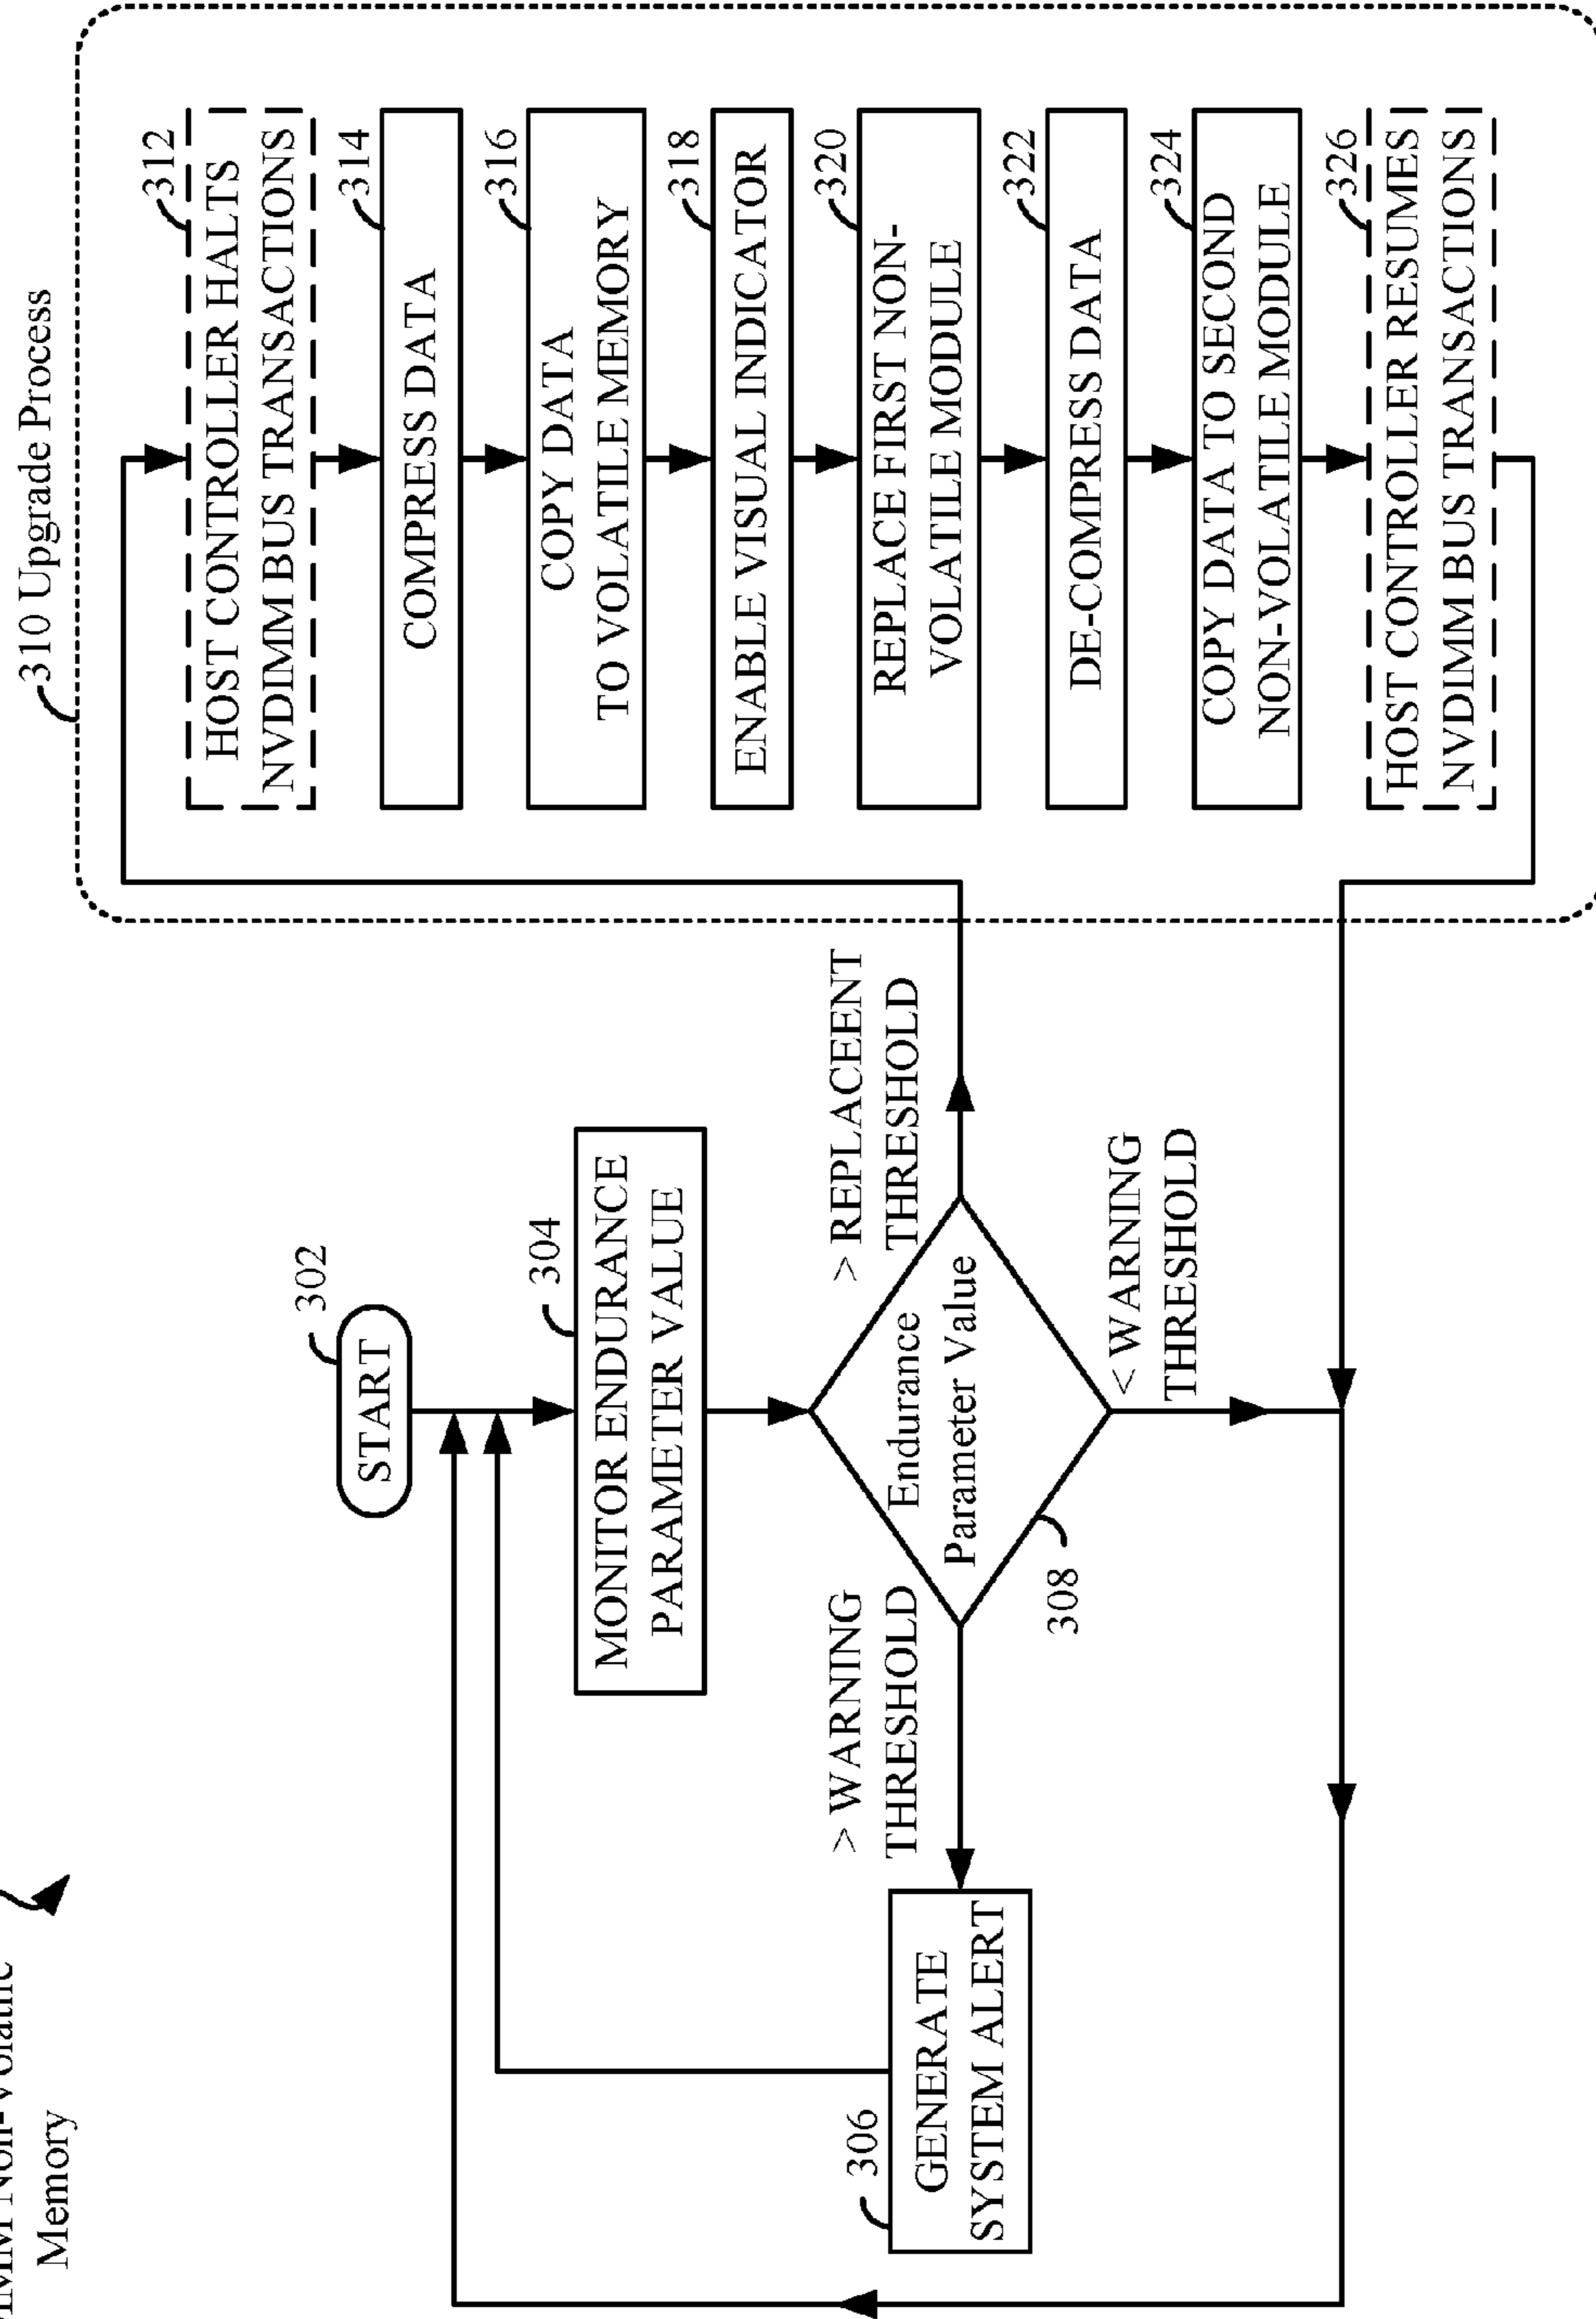 Memory
302
START
304
MONITOR ENDURANCE
PARAMETER VALUE
Endurance
Parameter Value
308
> WARNING
THRESHOLD
> REPLACEENT
THRESHOLD
< WARNING
THRESHOLD
306
GENERATE
SYSTEM ALERT
310 Upgrade Process
312
HOST CONTROLLER HALTS
NVDIMM BUS TRANSACTIONS
314
COMPRESS DATA
316
COPY DATA
TO VOLATILE MEMORY
318
ENABLE VISUAL INDICATOR
320
REPLACE FIRST NON-
VOLATILE MODULE
322
DE-COMPRESS DATA
324
COPY DATA TO SECOND
NON-VOLATILE MODULE
326
HOST CONTROLLER RESUMES
NVDIMM BUS TRANSACTIONS